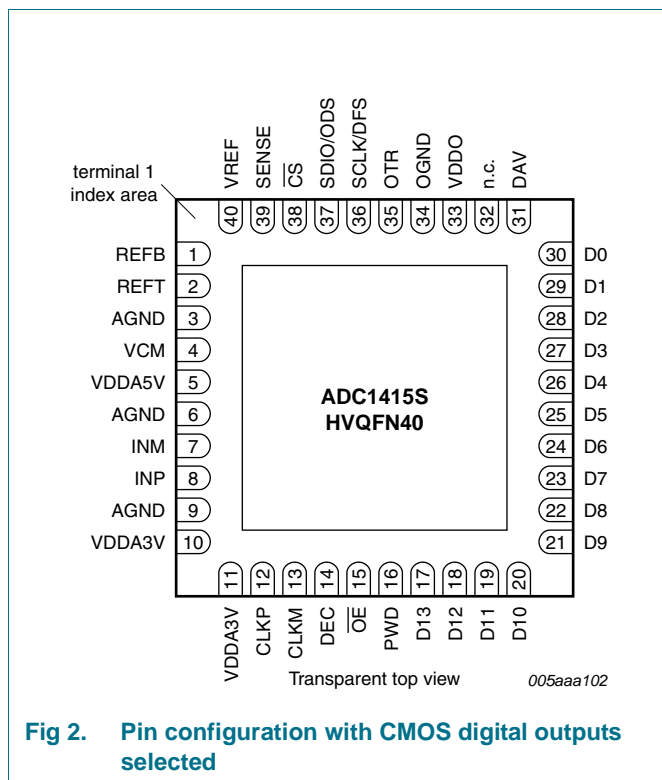 terminal 1
index area
VREF
SENSE
CS
SDIO/ODS
SCLK/DFS
OTR
OGND
VDDO
n.c.
DAV
40
39
38
37
36
35
34
33
32
31
REFB 1
REFT 2
AGND 3
VCM 4
VDDA5V 5
AGND 6
INM 7
INP 8
AGND 9
VDDA3V 10
ADC1415S
HVQFN40
30 D0
29 D1
28 D2
27 D3
26 D4
25 D5
24 D6
23 D7
22 D8
21 D9
11
12
13
14
15
16
17
18
19
20
VDDA3V
CLKP
CLKM
DEC
OE
PWD
D13
D12
D11
D10
Transparent top view
005aaa102
Fig 2. Pin configuration with CMOS digital outputs
selected